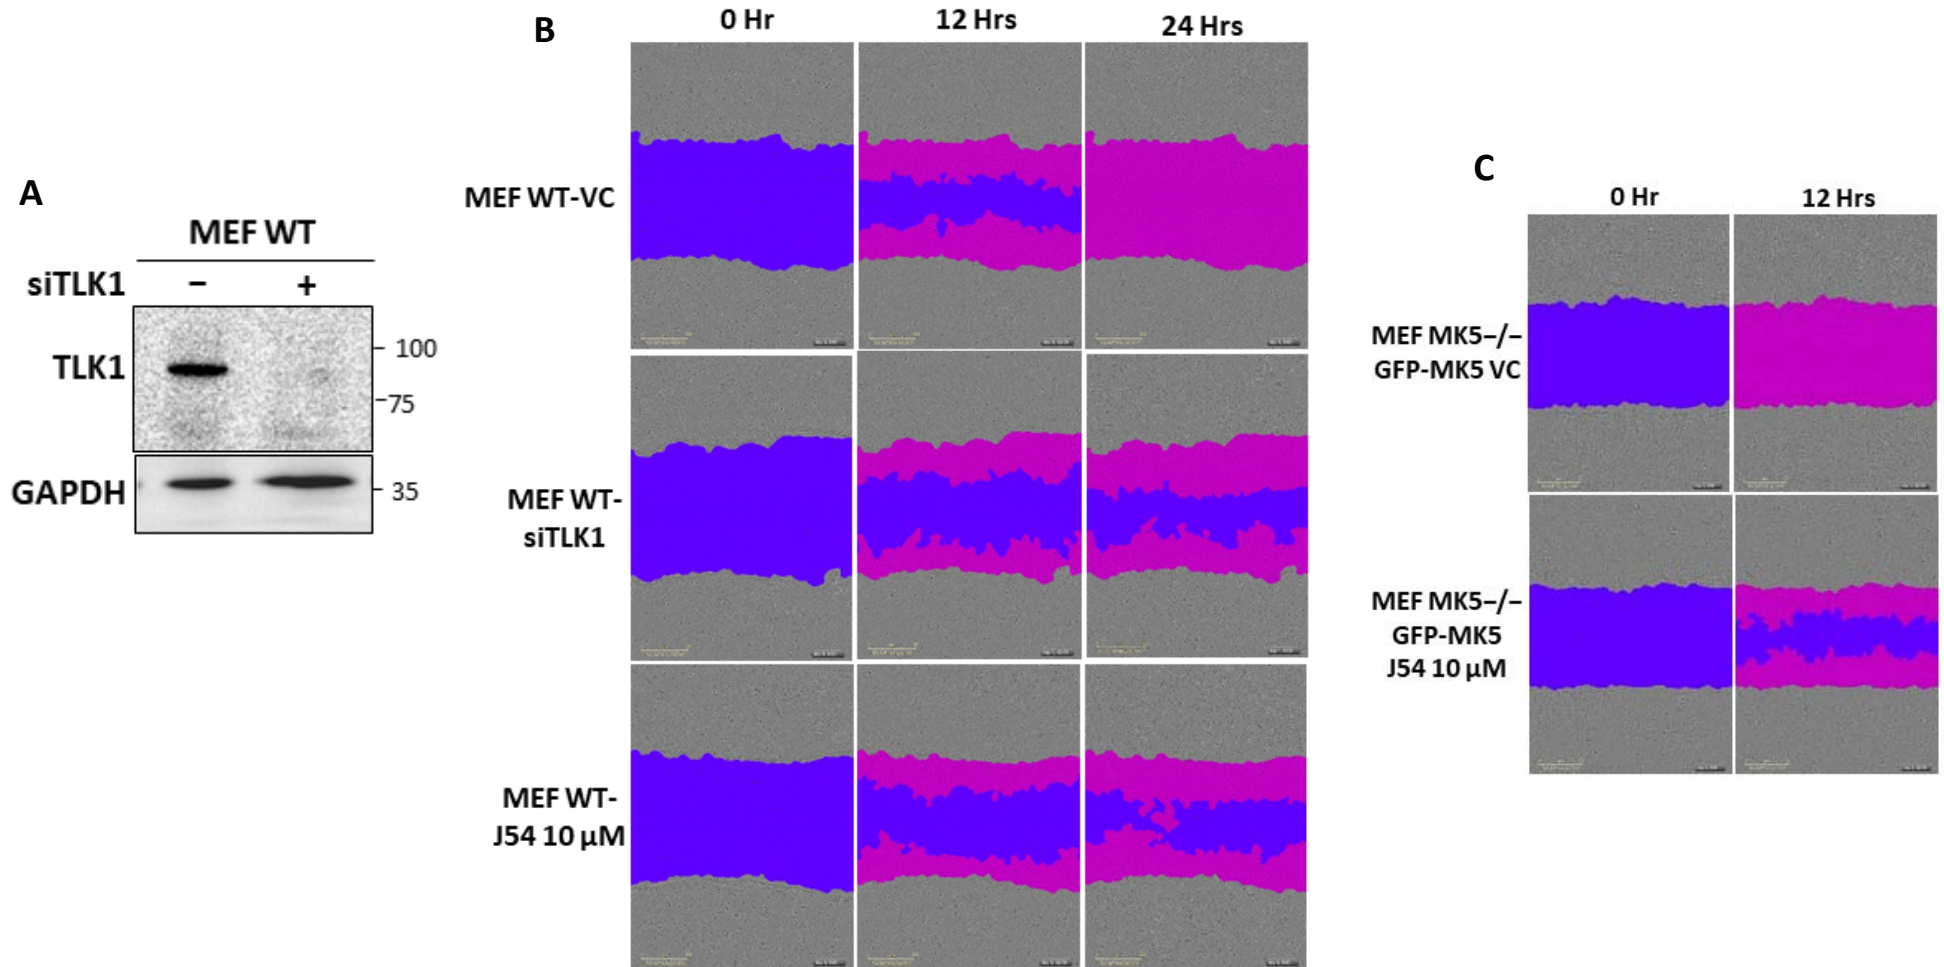 A
MEF WT
siTLK1 – +
TLK1
100
75
GAPDH
35
B
0 Hr 12 Hrs 24 Hrs
MEF WT-VC
MEF WT-
siTLK1
MEF WT-
J54 10 µM
C
0 Hr 12 Hrs
MEF MK5–/–
GFP-MK5 VC
MEF MK5–/–
GFP-MK5
J54 10 µM